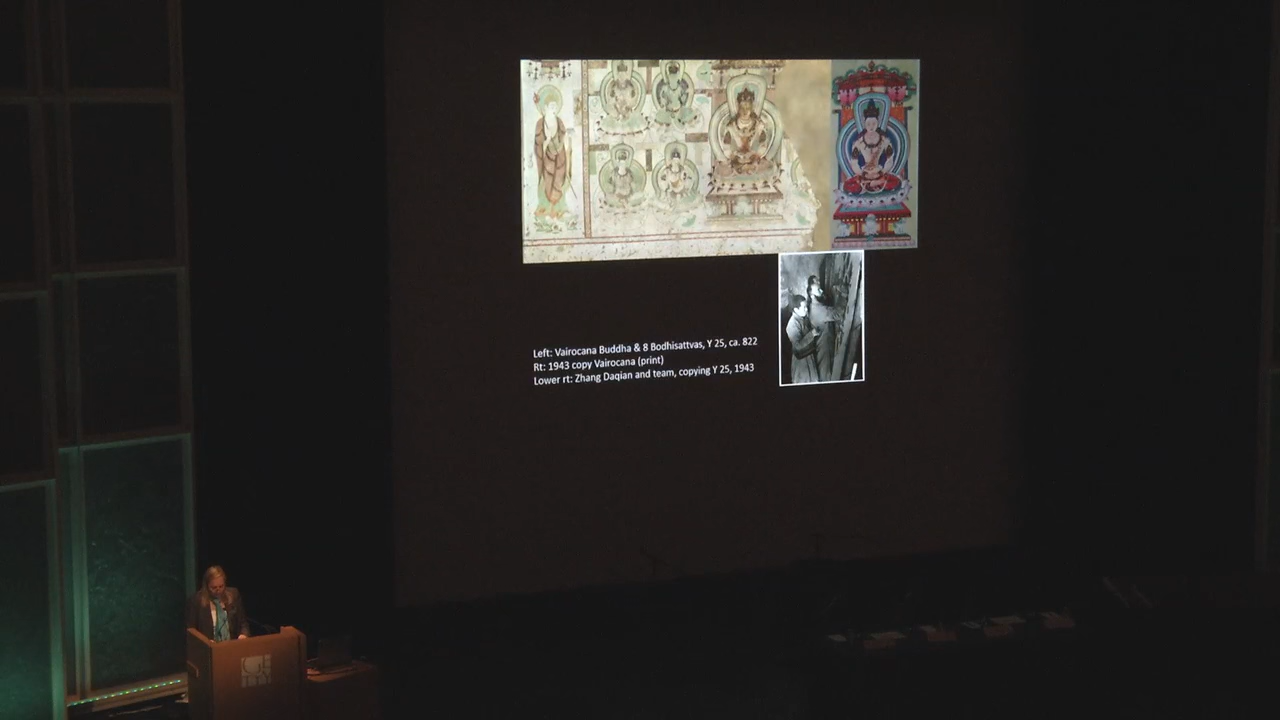 Left: Vairocana Buddha & 8 Bodhisattvas, Y 25, ca. 822
Rt: 1943 copy Vairocana (print)
Lower rt: Zhang Daqian and team, copying Y 25, 1943